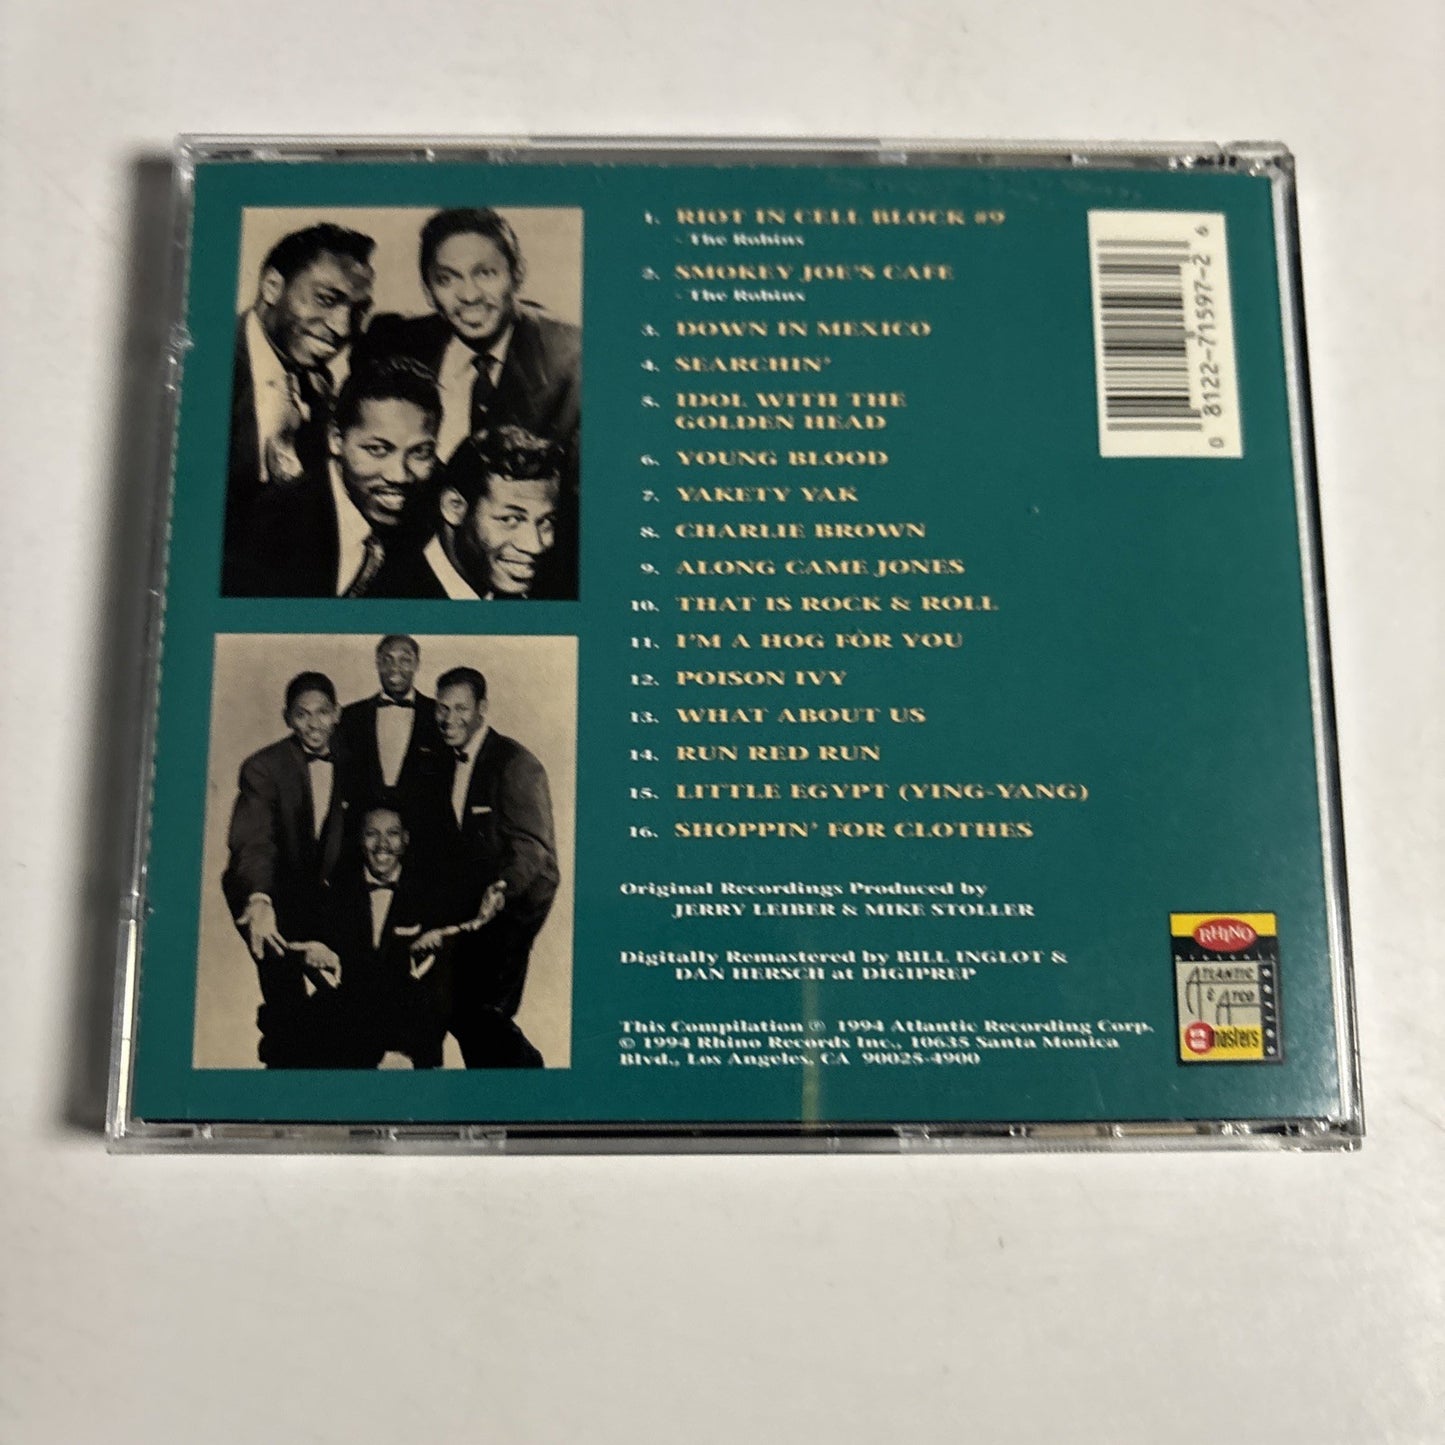 1. RIOT IN CELL BLOCK #9
- The Robins
2. SMOKEY JOE'S CAFE
- The Robins
3. DOWN IN MEXICO
4. SEARCHIN'
5. IDOL WITH THE
GOLDEN HEAD
6. YOUNG BLOOD
7. YAKETY YAK
8. CHARLIE BROWN
9. ALONG CAME JONES
10. THAT IS ROCK & ROLL
11. I'M A HOG FOR YOU
12. POISON IVY
13. WHAT ABOUT US
14. RUN RED RUN
15. LITTLE EGYPT (YING-YANG)
16. SHOPPIN' FOR CLOTHES
Original Recordings Produced by
JERRY LEIBER & MIKE STOLLER
Digitally Remastered by BILL INGLOT &
DAN HERSCH at DIGIPREP
This Compilation ℗ 1994 Atlantic Recording Corp.
© 1994 Rhino Records Inc., 10635 Santa Monica
Blvd., Los Angeles, CA 90025-4900
0 8122-71597-2 6
RHINO
PRESENTS
ATLANTIC
& ATCO
Remasters